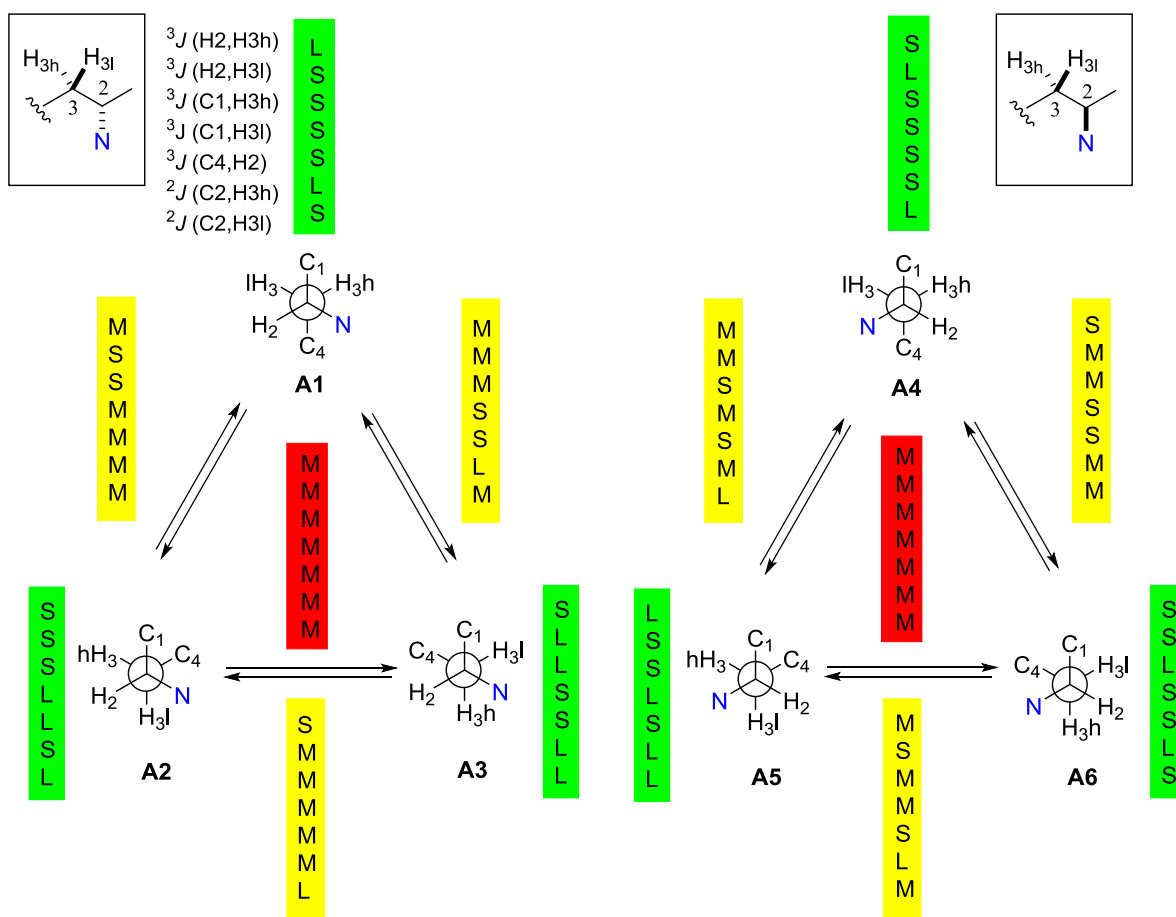 H3h
H3l
3
2
N
3J (H2,H3h)
3J (H2,H3l)
3J (C1,H3h)
3J (C1,H3l)
3J (C4,H2)
2J (C2,H3h)
2J (C2,H3l)
L
S
S
S
S
L
S
C1
lH3
H3h
H2
N
C4
A1
M
S
S
M
M
M
M
M
M
M
S
S
L
M
M
M
M
M
M
M
M
S
S
S
L
L
S
L
C1
hH3
C4
H2
N
H3l
A2
C1
C4
H3l
H2
N
H3h
A3
S
L
L
S
S
L
L
S
M
M
M
M
M
L
S
L
S
S
S
S
L
H3h
H3l
3
2
N
C1
lH3
H3h
N
H2
C4
A4
M
M
S
M
S
M
L
S
M
M
S
S
M
M
M
M
M
M
M
M
M
L
S
S
L
S
L
L
C1
hH3
C4
N
H2
H3l
A5
C1
C4
H3l
N
H2
H3h
A6
S
S
L
S
S
L
S
M
S
M
M
S
L
M